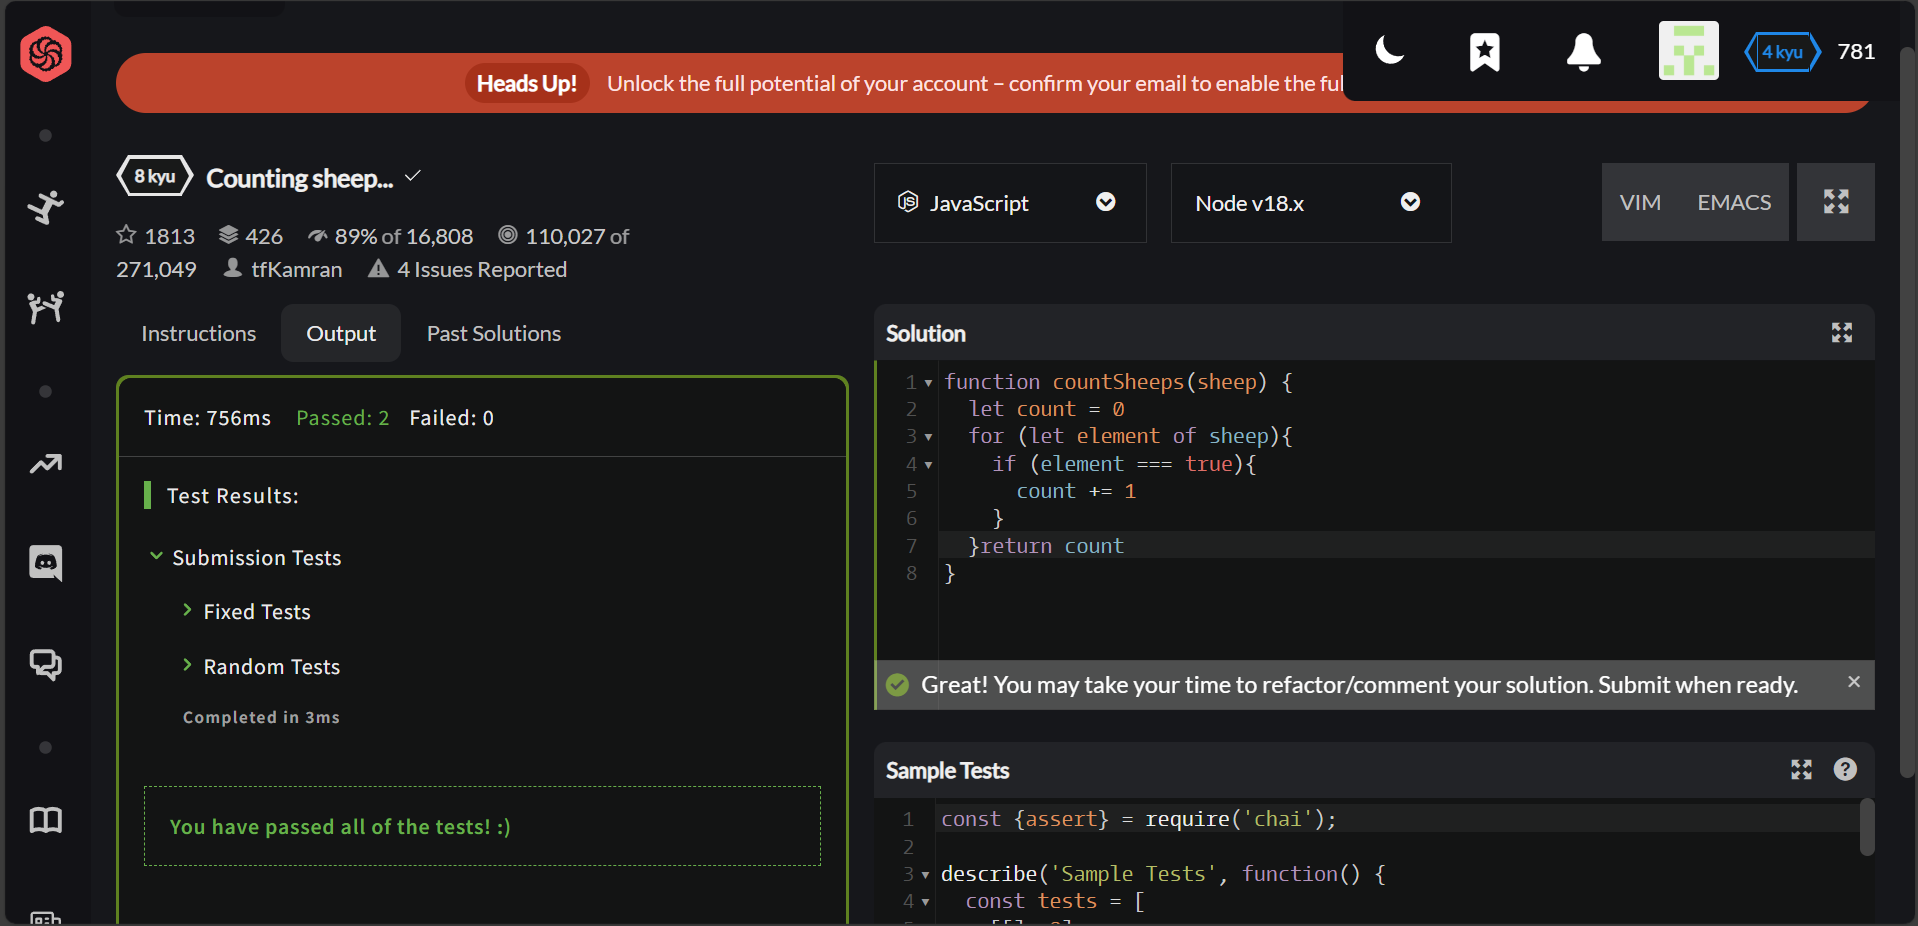 Heads Up! Unlock the full potential of your account – confirm your email to enable the
4 kyu 781
8 kyu Counting sheep...
1813 426 89% of 16,808 110,027 of
271,049 tfKamran 4 Issues Reported
JavaScript
Node v18.x
VIM EMACS
Instructions Output Past Solutions
Time: 756ms Passed: 2 Failed: 0
Test Results:
Submission Tests
Fixed Tests
Random Tests
Completed in 3ms
You have passed all of the tests! :)
Solution
1 function countSheeps(sheep) {
2 let count = 0
3 for (let element of sheep){
4 if (element === true){
5 count += 1
6 }
7 }return count
8 }
Great! You may take your time to refactor/comment your solution. Submit when ready.
Sample Tests
1 const {assert} = require('chai');
2
3 describe('Sample Tests', function() {
4 const tests = [